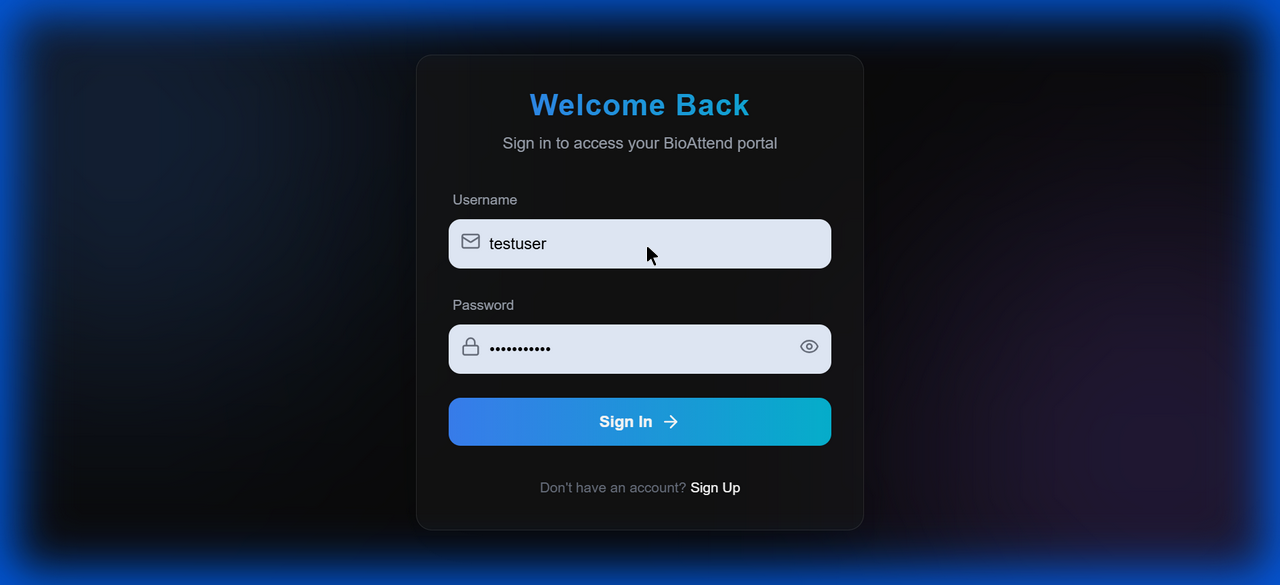 Welcome Back
Sign in to access your BioAttend portal
Username
testuser
Password
•••••••••••
Sign In →
Don't have an account? Sign Up